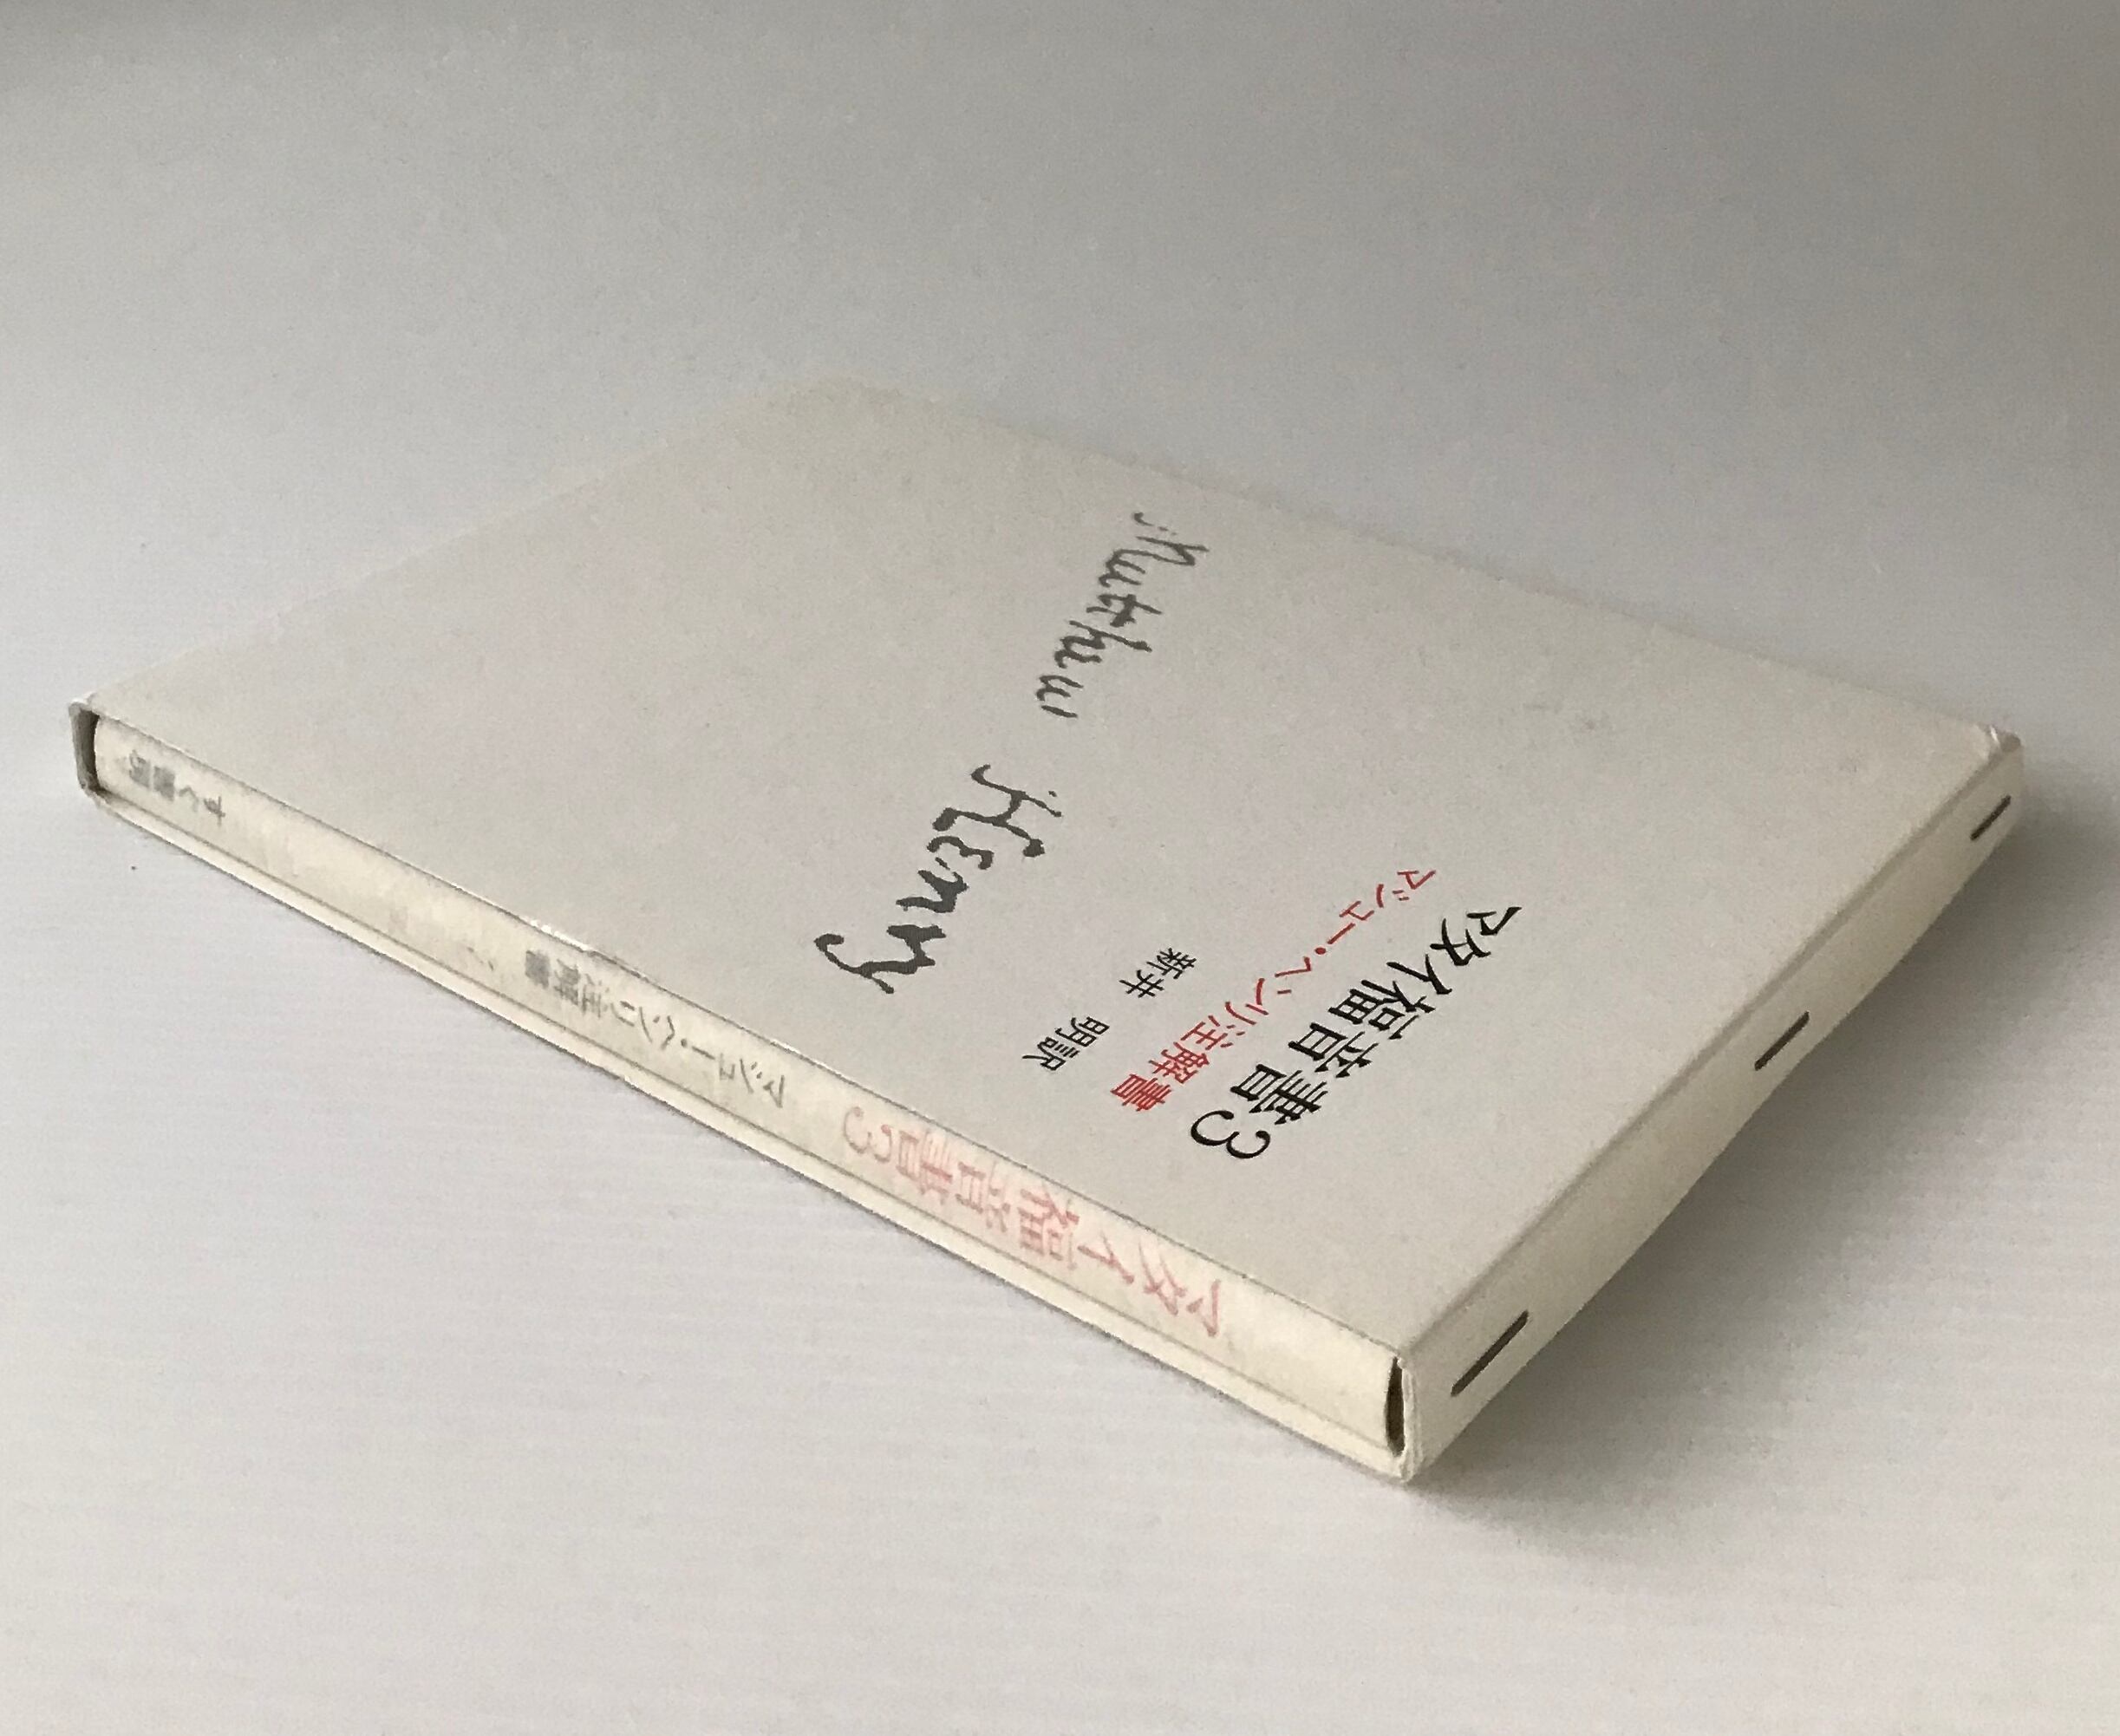 マタイ福音書3
マシュー・ヘンリ注解書
新井 明訳
Matthew Henry
マタイ福音書3
マシュー・ヘンリ注解書
すぐ書房